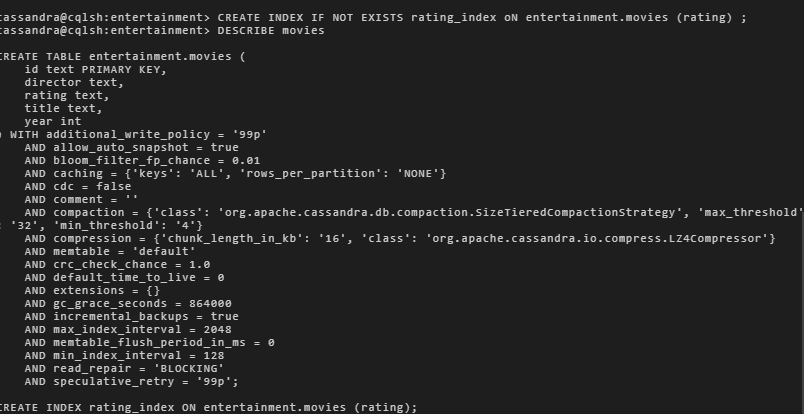 cassandra@cqlsh:entertainment> CREATE INDEX IF NOT EXISTS rating_index oN entertainment.movies (rating) ;
cassandra@cqlsh:entertainment> DESCRIBE movies
CREATE TABLE entertainment.movies (
id text PRIMARY KEY,
director text,
rating text,
title text,
year int
) WITH additional_write_policy = '99p'
AND allow_auto_snapshot = true
AND bloom_filter_fp_chance = 0.01
AND caching = {'keys': 'ALL', 'rows_per_partition': 'NONE'}
AND cdc = false
AND comment = ''
AND compaction = {'class': 'org.apache.cassandra.db.compaction.SizeTieredCompactionStrategy', 'max_threshold'
: '32', 'min_threshold': '4'}
AND compression = {'chunk_length_in_kb': '16', 'class': 'org.apache.cassandra.io.compress.LZ4Compressor'}
AND memtable = 'default'
AND crc_check_chance = 1.0
AND default_time_to_live = 0
AND extensions = {}
AND gc_grace_seconds = 864000
AND incremental_backups = true
AND max_index_interval = 2048
AND memtable_flush_period_in_ms = 0
AND min_index_interval = 128
AND read_repair = 'BLOCKING'
AND speculative_retry = '99p';
CREATE INDEX rating_index ON entertainment.movies (rating);